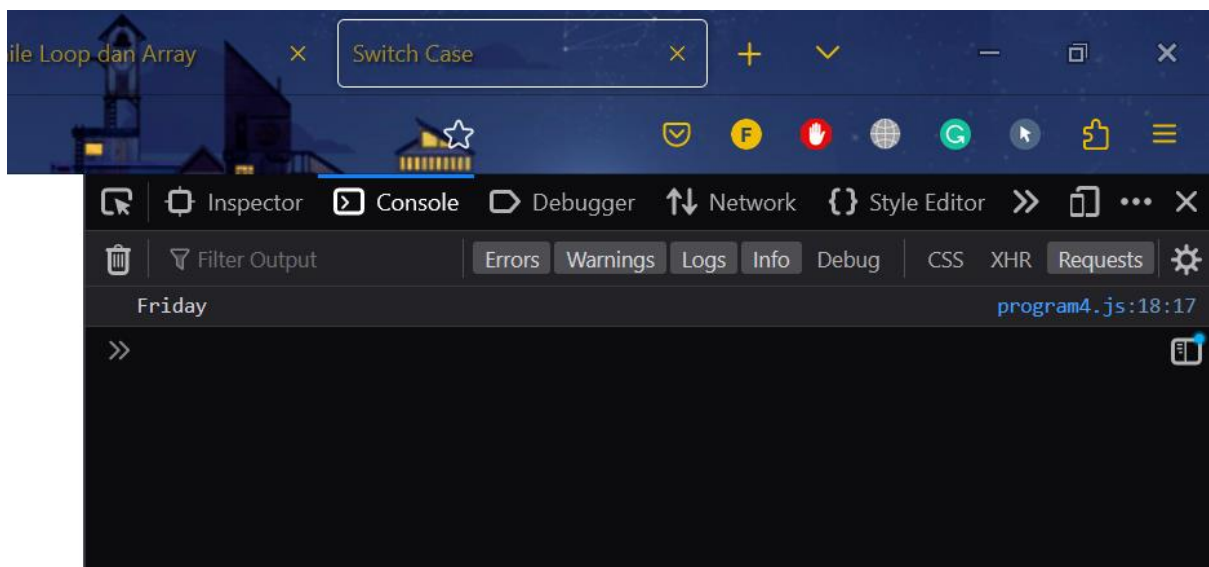 ile Loop dan Array
Switch Case
F
G
Inspector Console Debugger Network Style Editor
Filter Output Errors Warnings Logs Info Debug CSS XHR Requests
Friday program4.js:18:17